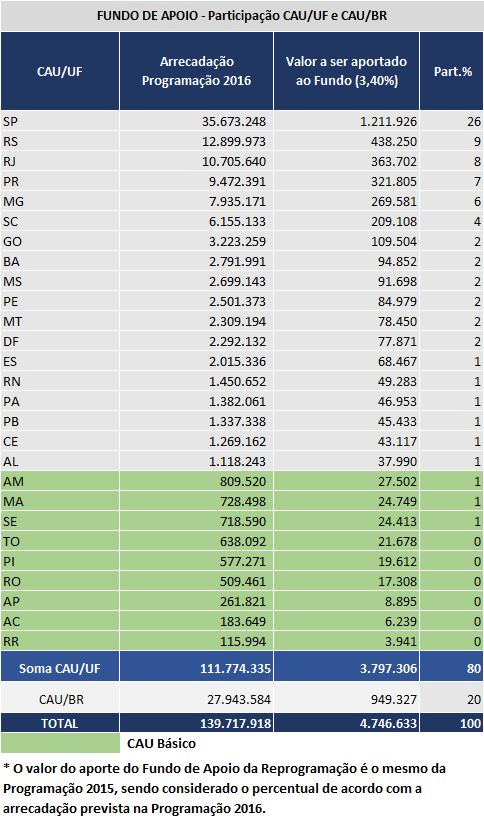 FUNDO DE APOIO - Participação CAU/UF e CAU/BR
CAU/UF Arrecadação Programação 2016 Valor a ser aportado ao Fundo (3,40%) Part.%
SP 35.673.248 1.211.926 26
RS 12.899.973 438.250 9
RJ 10.705.640 363.702 8
PR 9.472.391 321.805 7
MG 7.935.171 269.581 6
SC 6.155.133 209.108 4
GO 3.223.259 109.504 2
BA 2.791.991 94.852 2
MS 2.699.143 91.698 2
PE 2.501.373 84.979 2
MT 2.309.194 78.450 2
DF 2.292.132 77.871 2
ES 2.015.336 68.467 1
RN 1.450.652 49.283 1
PA 1.382.061 46.953 1
PB 1.337.338 45.433 1
CE 1.269.162 43.117 1
AL 1.118.243 37.990 1
AM 809.520 27.502 1
MA 728.498 24.749 1
SE 718.590 24.413 1
TO 638.092 21.678 0
PI 577.271 19.612 0
RO 509.461 17.308 0
AP 261.821 8.895 0
AC 183.649 6.239 0
RR 115.994 3.941 0
Soma CAU/UF 111.774.335 3.797.306 80
CAU/BR 27.943.584 949.327 20
TOTAL 139.717.918 4.746.633 100
CAU Básico
* O valor do aporte do Fundo de Apoio da Reprogramação é o mesmo da
Programação 2015, sendo considerado o percentual de acordo com a
arrecadação prevista na Programação 2016.